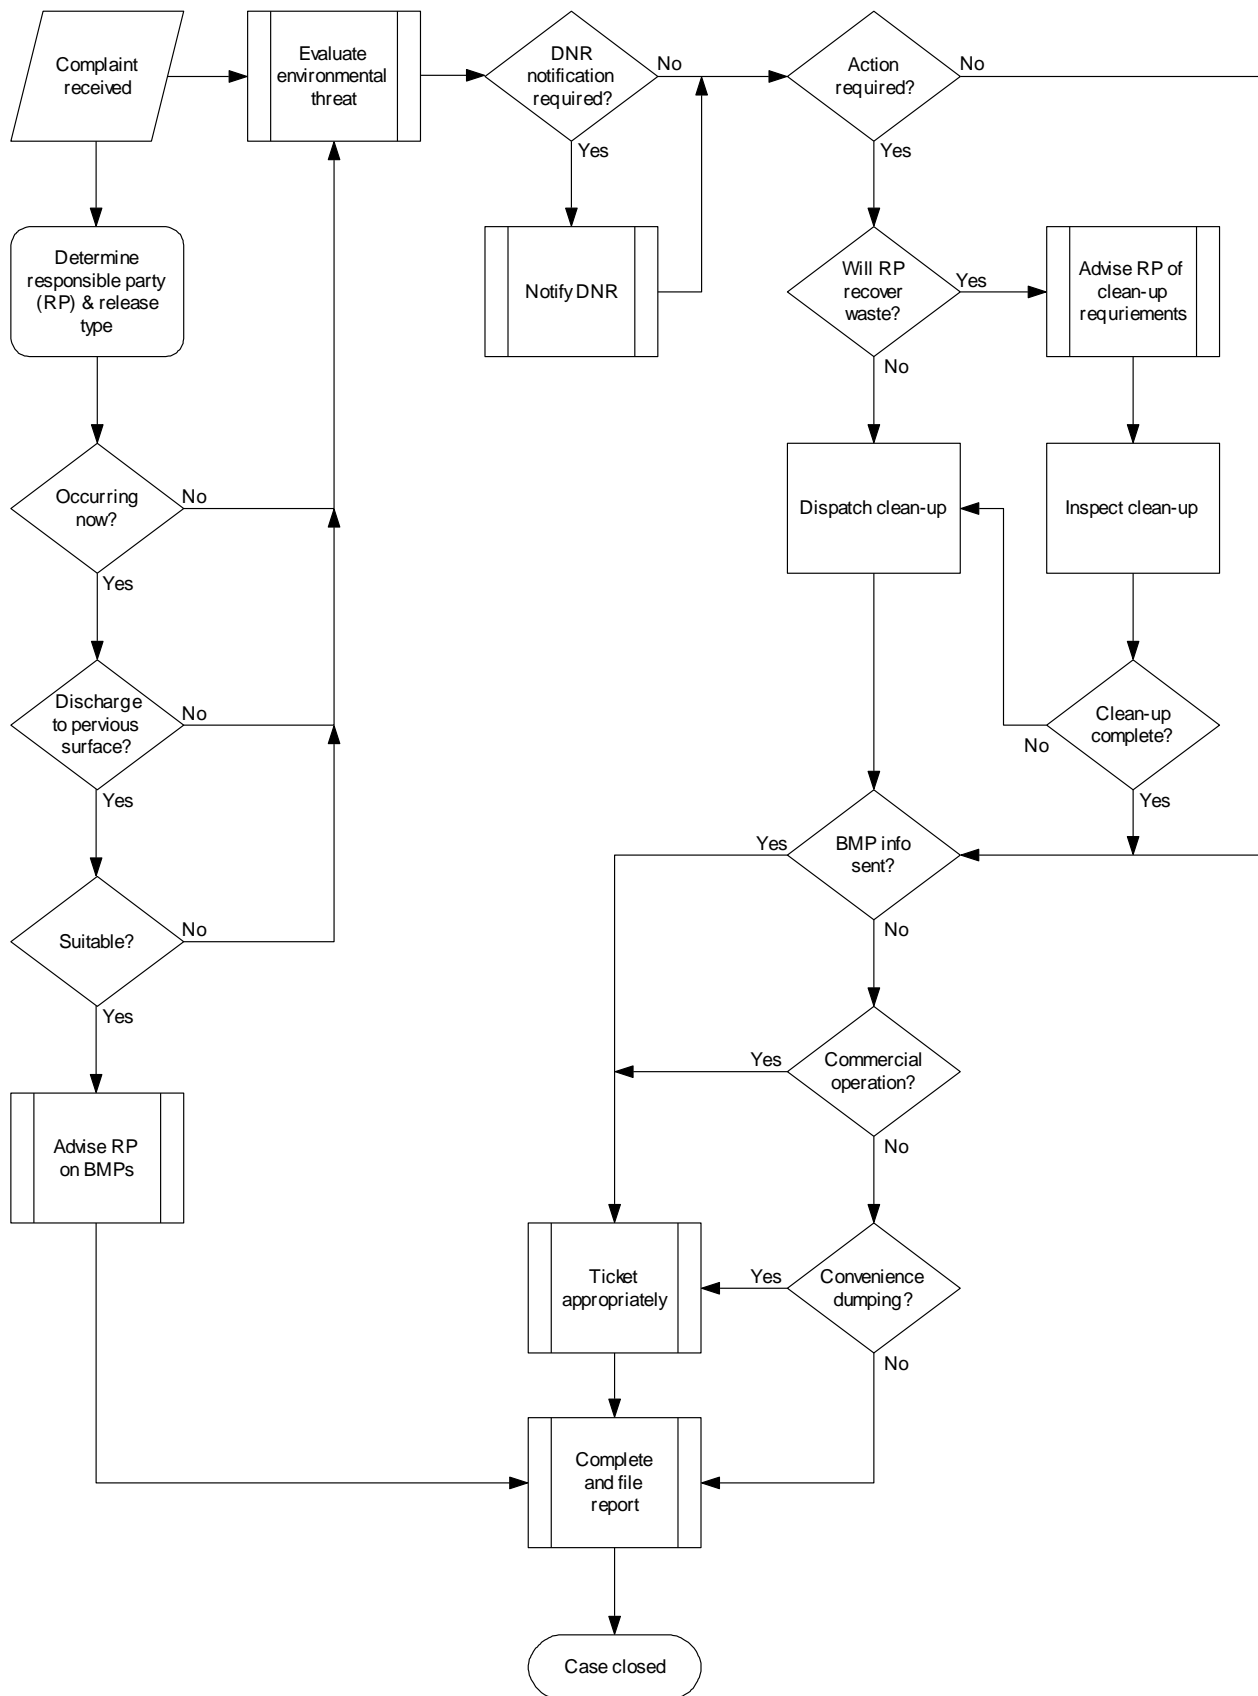 Complaint
received
Evaluate
environmental
threat
DNR
notification
required?
No
Yes
Action
required?
No
Yes
Determine
responsible party
(RP) & release
type
Notify DNR
Will RP
recover
waste?
Yes
No
Advise RP of
clean-up
requriements
Occurring
now?
No
Yes
Dispatch clean-up
Inspect clean-up
Discharge
to pervious
surface?
No
Yes
Clean-up
complete?
No
Yes
BMP info
sent?
Yes
No
Suitable?
No
Yes
Commercial
operation?
Yes
No
Advise RP
on BMPs
Ticket
appropriately
Convenience
dumping?
Yes
No
Complete
and file
report
Case closed